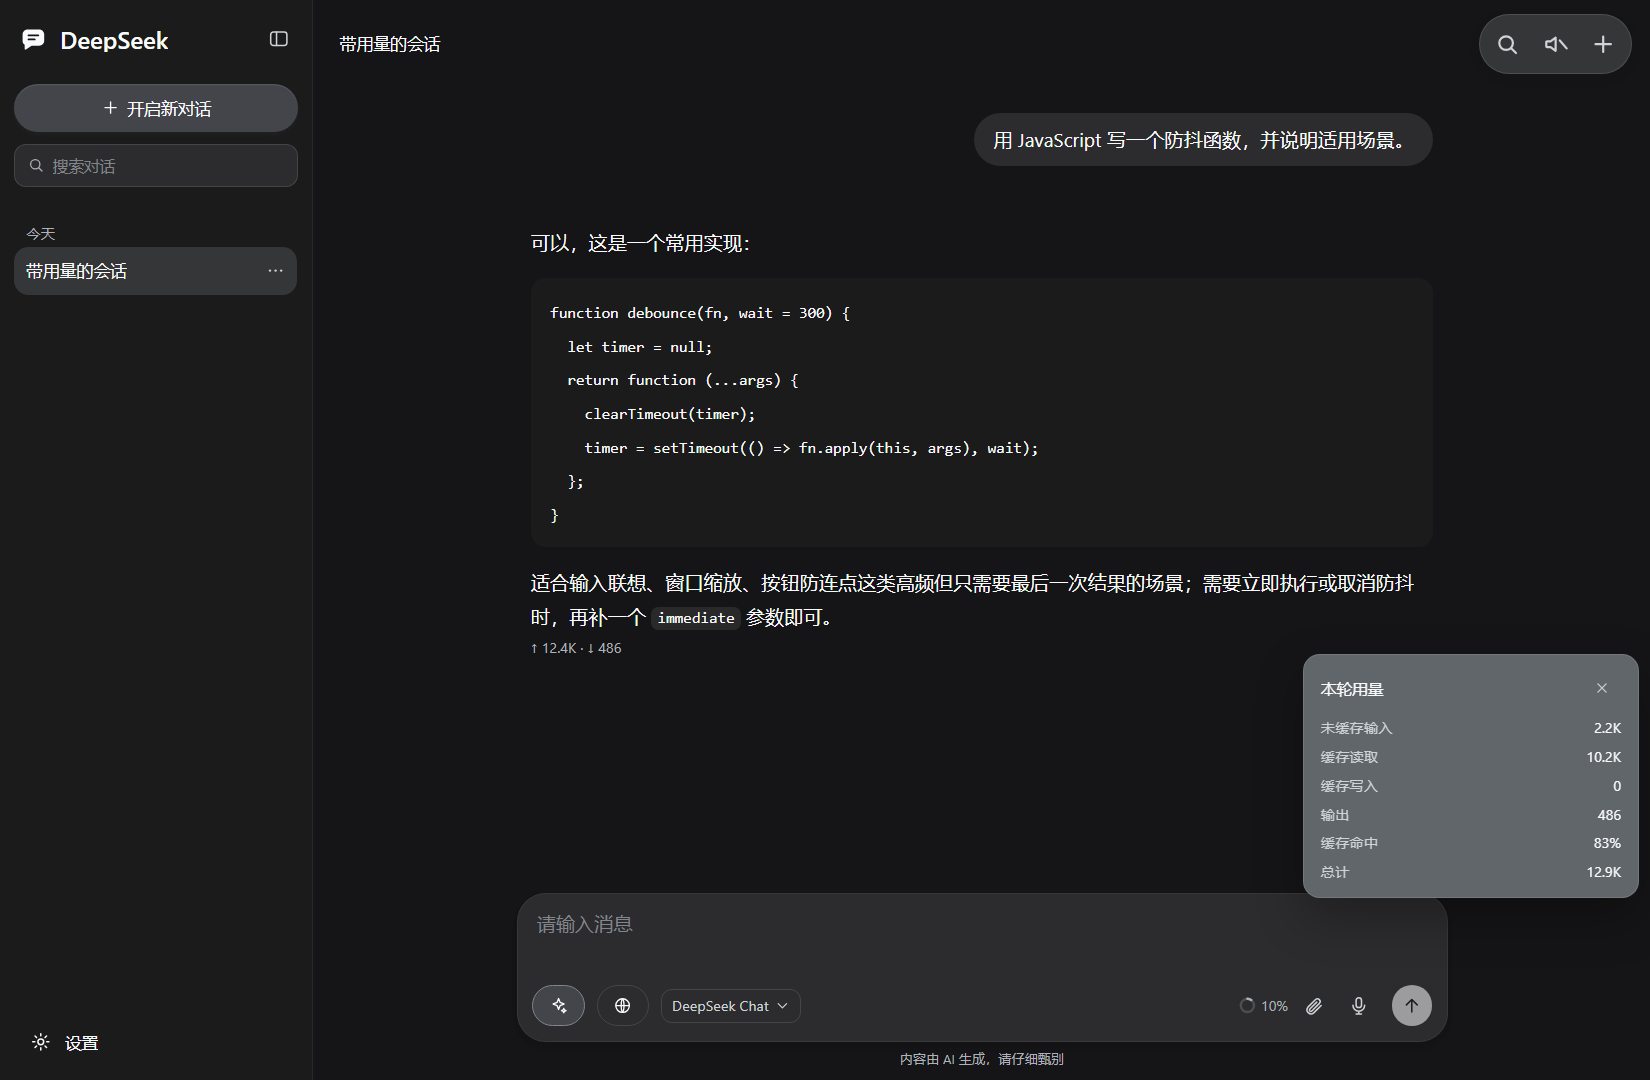 DeepSeek
开启新对话
搜索对话
今天
带用量的会话
设置
带用量的会话
用 JavaScript 写一个防抖函数，并说明适用场景。
可以，这是一个常用实现：
function debounce(fn, wait = 300) {
  let timer = null;
  return function (...args) {
    clearTimeout(timer);
    timer = setTimeout(() => fn.apply(this, args), wait);
  };
}
适合输入联想、窗口缩放、按钮防连点这类高频但只需要最后一次结果的场景；需要立即执行或取消防抖
时，再补一个 immediate 参数即可。
↑ 12.4K · ↓ 486
本轮用量
未缓存输入 2.2K
缓存读取 10.2K
缓存写入 0
输出 486
缓存命中 83%
总计 12.9K
请输入消息
DeepSeek Chat
10%
内容由 AI 生成，请仔细甄别